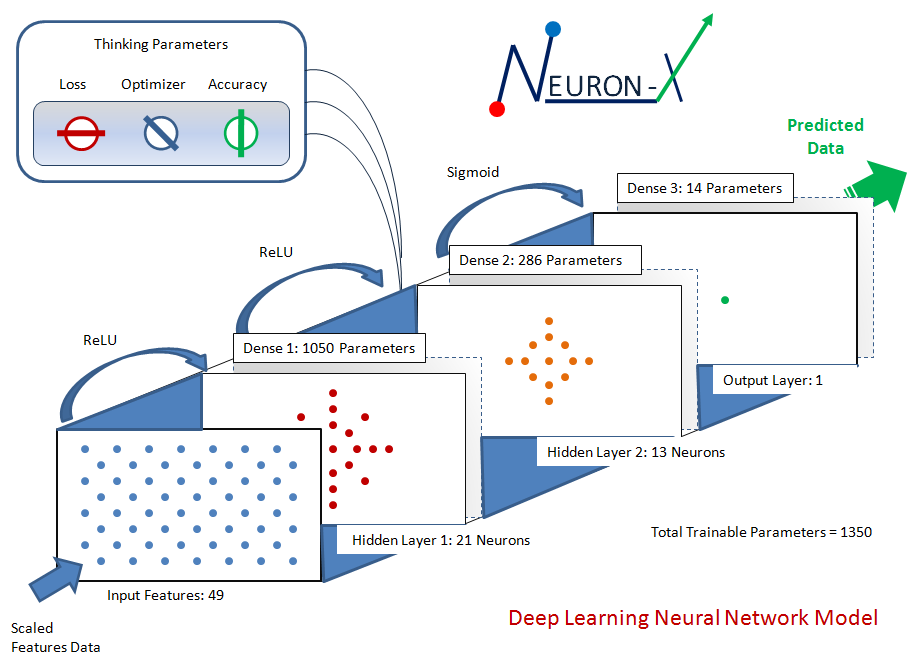 Thinking Parameters
Loss
Optimizer
Accuracy
NEURON-X
Predicted
Data
Sigmoid
Dense 3: 14 Parameters
ReLU
Dense 2: 286 Parameters
ReLU
Dense 1: 1050 Parameters
Output Layer: 1
Hidden Layer 2: 13 Neurons
Hidden Layer 1: 21 Neurons
Total Trainable Parameters = 1350
Input Features: 49
Scaled
Features Data
Deep Learning Neural Network Model